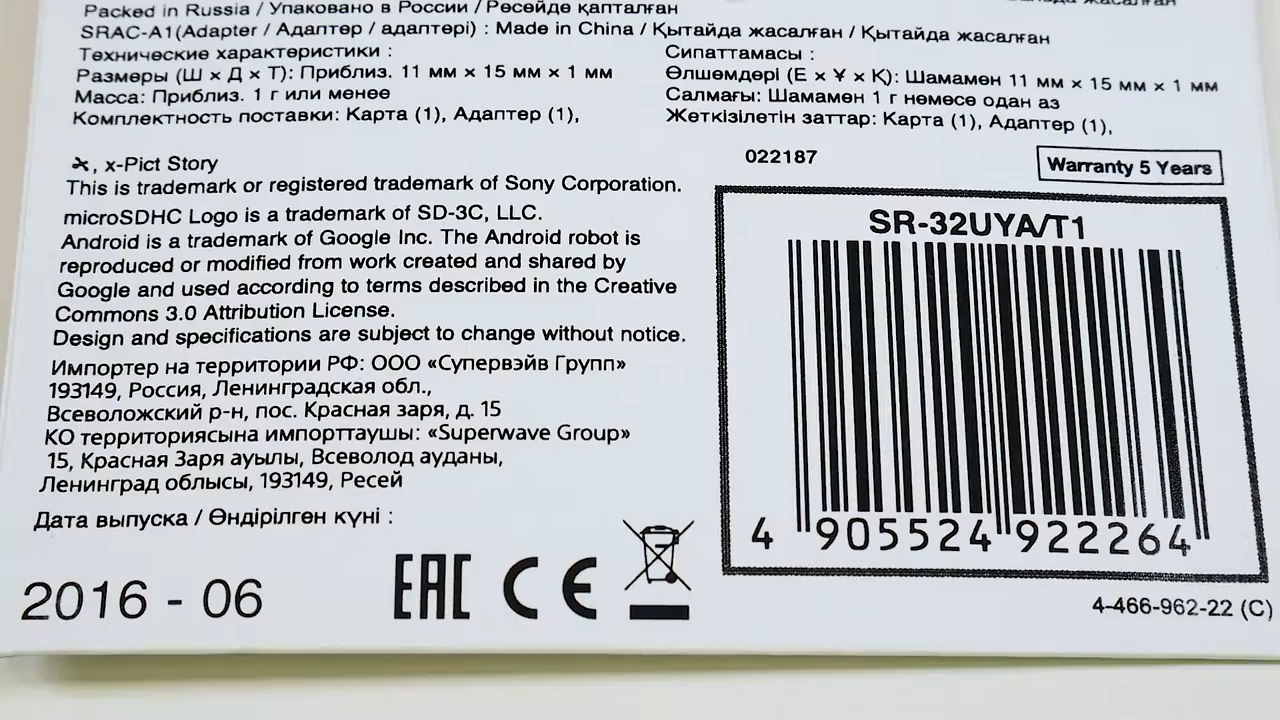 Packed in Russia / Упаковано в России / Ресейде қапталған
SRAC-A1(Adapter / Адаптер / адаптері) : Made in China / Қытайда жасалған / Қытайда жасалған
Технические характеристики :
Размеры (Ш x Д x Т): Приблиз. 11 мм x 15 мм x 1 мм
Масса: Приблиз. 1 г или менее
Комплектность поставки: Карта (1), Адаптер (1),
Сипаттамасы :
Өлшемдері (Е x Ұ x Қ): Шамамен 11 мм x 15 мм x 1 мм
Салмағы: Шамамен 1 г немесе одан аз
Жеткізілетін заттар: Карта (1), Адаптер (1),
, x-Pict Story
This is trademark or registered trademark of Sony Corporation.
microSDHC Logo is a trademark of SD-3C, LLC.
Android is a trademark of Google Inc. The Android robot is
reproduced or modified from work created and shared by
Google and used according to terms described in the Creative
Commons 3.0 Attribution License.
Design and specifications are subject to change without notice.
Импортер на территории РФ: ООО «Супервэйв Групп»
193149, Россия, Ленинградская обл.,
Всеволожский р-н, пос. Красная заря, д. 15
КО территориясына импорттаушы: «Superwave Group»
15, Красная Заря ауылы, Всеволод ауданы,
Ленинград облысы, 193149, Ресей
Дата выпуска / Өндірілген күні :
2016 - 06
EAC CE
022187
Warranty 5 Years
SR-32UYA/T1
4 905524 922264
4-466-962-22 (C)